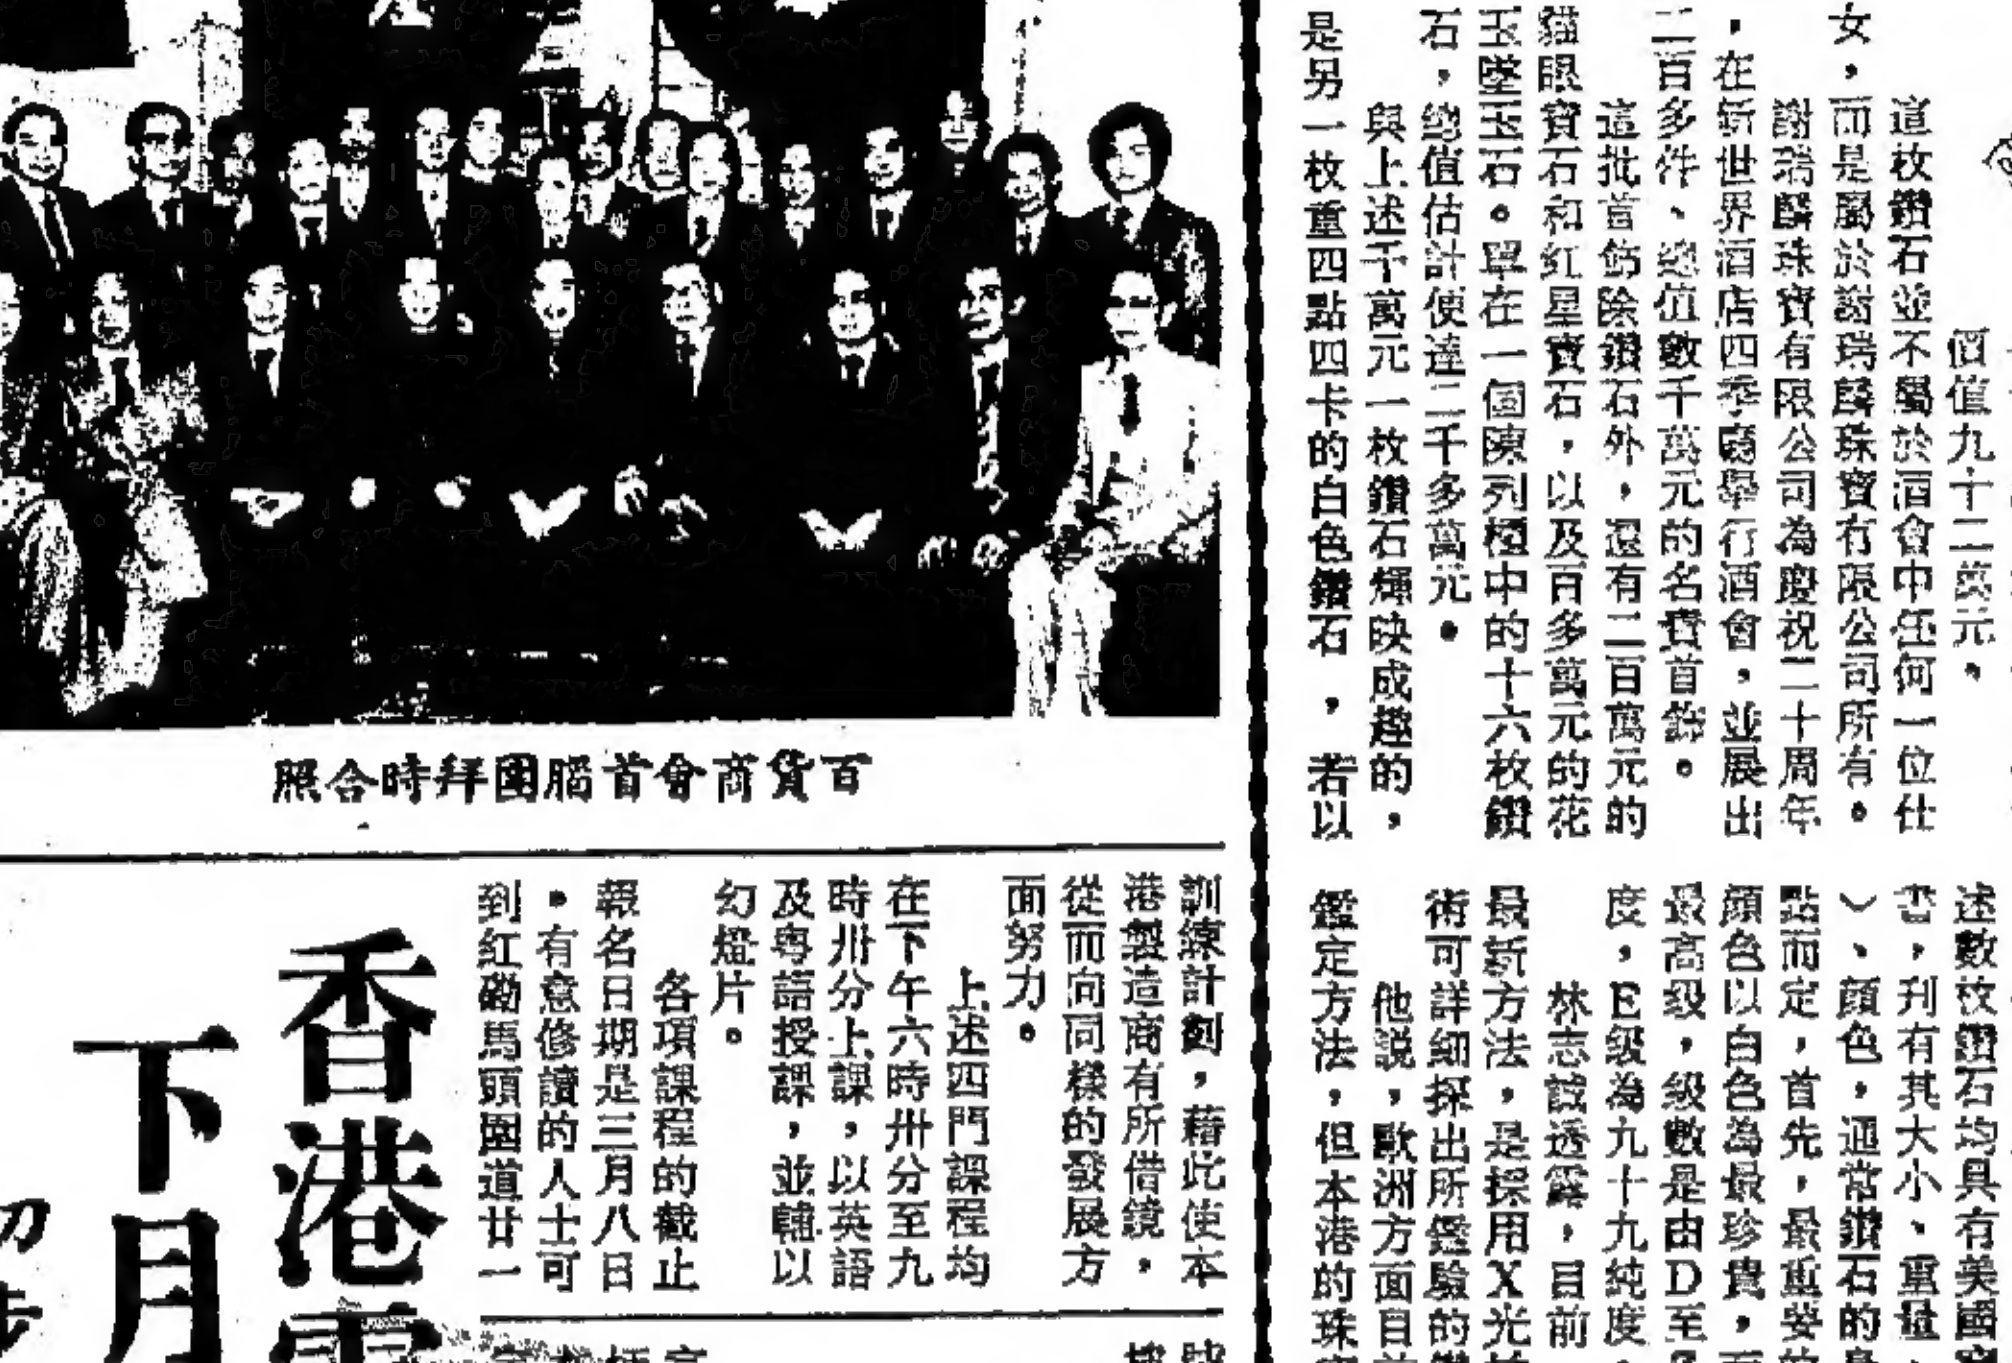 價值九十二萬元。
這枚鑽石並不屬於酒會中任何一位仕
女，而是屬於謝瑞麟珠寶有限公司所有。
謝瑞麟珠寶有限公司為慶祝二十周年
，在新世界酒店四季廳舉行酒會，並展出
二百多件、總值數千萬元的名貴首飾。
這批首飾除鑽石外，還有二百萬元的
貓眼寶石和紅星寶石，以及百多萬元的花
玉墜玉石。單在一個陳列櫃中的十六枚鑽
石，總值估計便達二千多萬元。
與上述千萬元一枚鑽石輝映成趣的，
是另一枚重四點四卡的白色鑽石，若以
述數枚鑽石均具有美國
書，刋有其大小、重量、
）、顏色，通常鑽石的
點而定，首先，最重要
顏色以白色為最珍貴，
最高級，級數是由D至
度，E級為九十九純度
林志誠透露，目前
最新方法，是採用X光
術可詳細探出所鑑驗的
他説，歐洲方面目
鑑定方法，但本港的珠
百貨商會首腦團拜時合照
訓練計劃，藉此使本
港製造商有所借鏡，
從而向同樣的發展方
面努力。
上述四門課程均
在下午六時卅分至九
時卅分上課，以英語
及粵語授課，並輔以
幻燈片。
各項課程的截止
報名日期是三月八日
。有意修讀的人士可
到紅磡馬頭圍道廿一
香港
下月